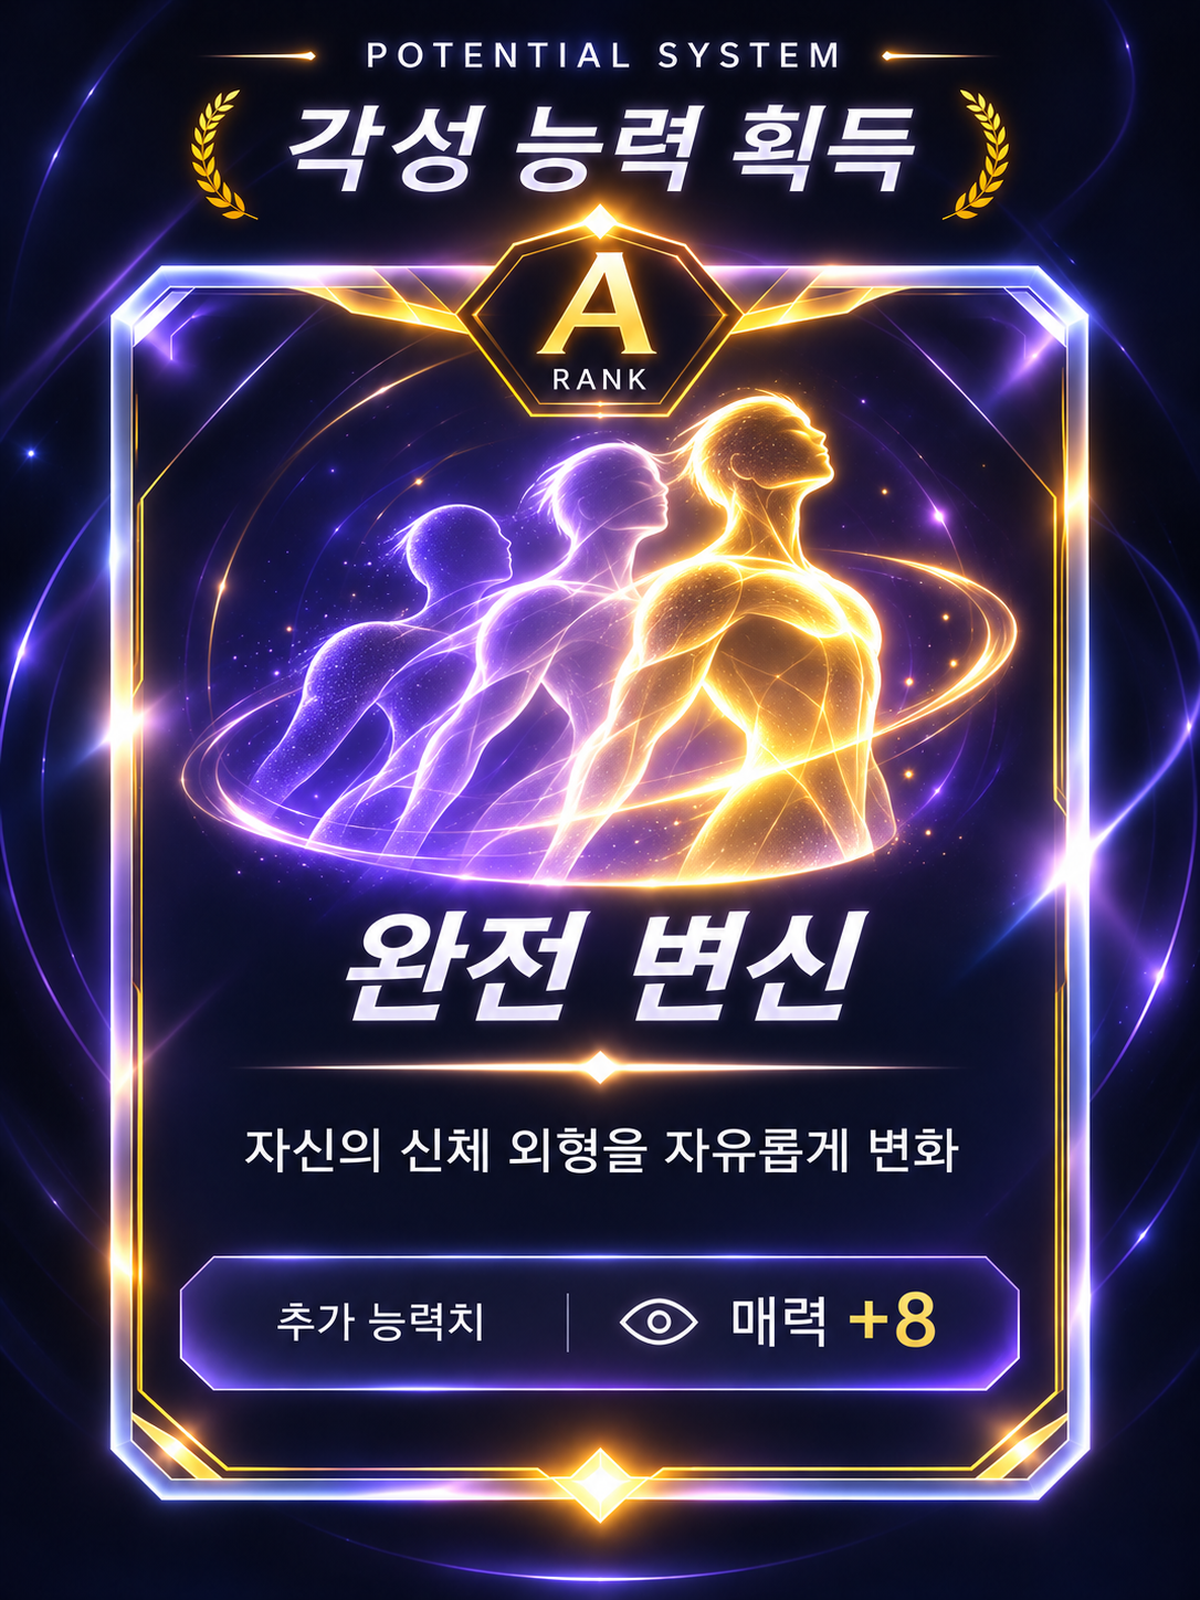 POTENTIAL SYSTEM
각성 능력 획득
A
RANK
완전 변신
자신의 신체 외형을 자유롭게 변화
추가 능력치
매력 +8